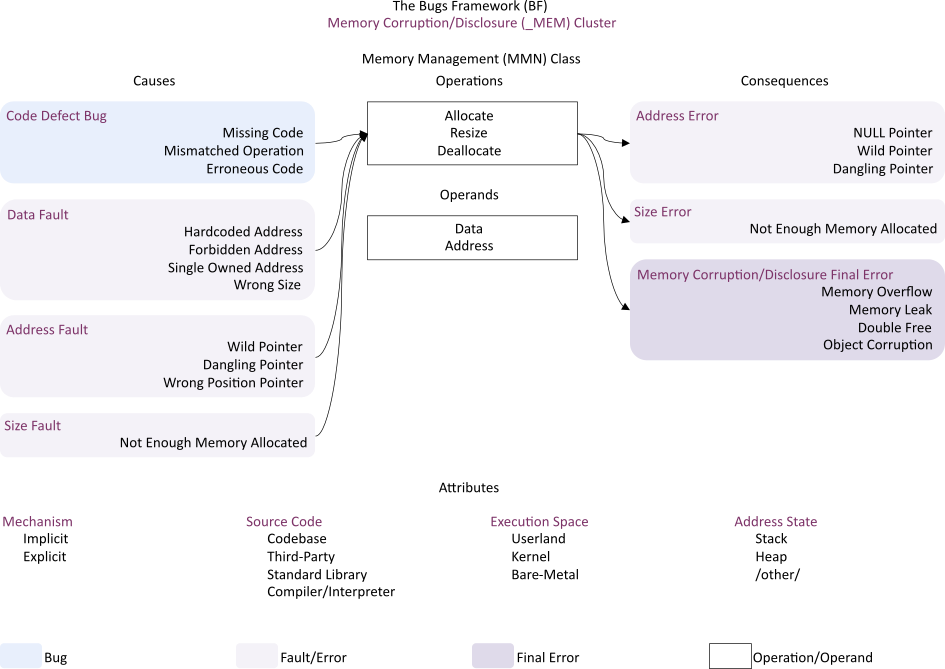 The Bugs Framework (BF)
Memory Corruption/Disclosure (_MEM) Cluster
Memory Management (MMN) Class
Causes
Operations
Consequences
Code Defect Bug
Missing Code
Mismatched Operation
Erroneous Code
Data Fault
Hardcoded Address
Forbidden Address
Single Owned Address
Wrong Size
Address Fault
Wild Pointer
Dangling Pointer
Wrong Position Pointer
Size Fault
Not Enough Memory Allocated
Allocate
Resize
Deallocate
Operands
Data
Address
Address Error
NULL Pointer
Wild Pointer
Dangling Pointer
Size Error
Not Enough Memory Allocated
Memory Corruption/Disclosure Final Error
Memory Overflow
Memory Leak
Double Free
Object Corruption
Attributes
Mechanism
Implicit
Explicit
Source Code
Codebase
Third-Party
Standard Library
Compiler/Interpreter
Execution Space
Userland
Kernel
Bare-Metal
Address State
Stack
Heap
/other/
Bug
Fault/Error
Final Error
Operation/Operand